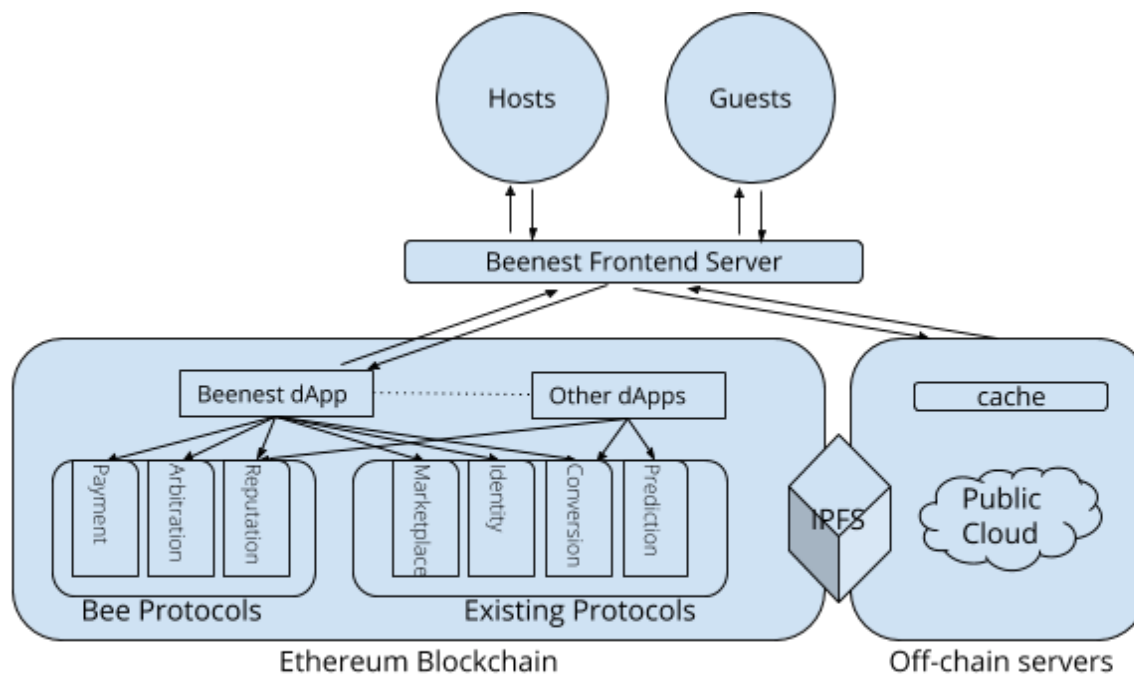 Hosts
Guests
Beenest Frontend Server
Beenest dApp
Other dApps
cache
Payment
Arbitration
Reputation
Marketplace
Identity
Conversion
Prediction
IPFS
Public
Cloud
Bee Protocols
Existing Protocols
Ethereum Blockchain
Off-chain servers